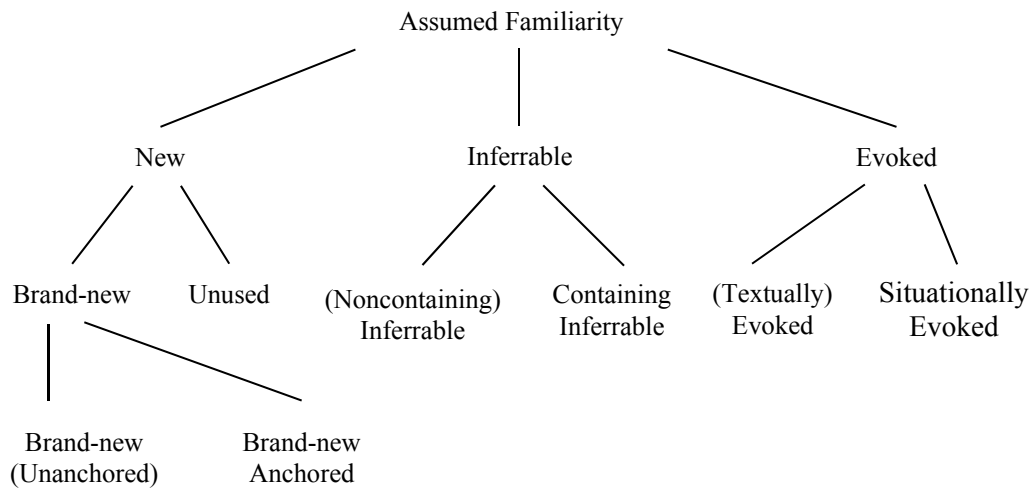 Assumed Familiarity
New
Inferrable
Evoked
Brand-new
Unused
(Noncontaining)
Inferrable
Containing
Inferrable
(Textually)
Evoked
Situationally
Evoked
Brand-new
(Unanchored)
Brand-new
Anchored